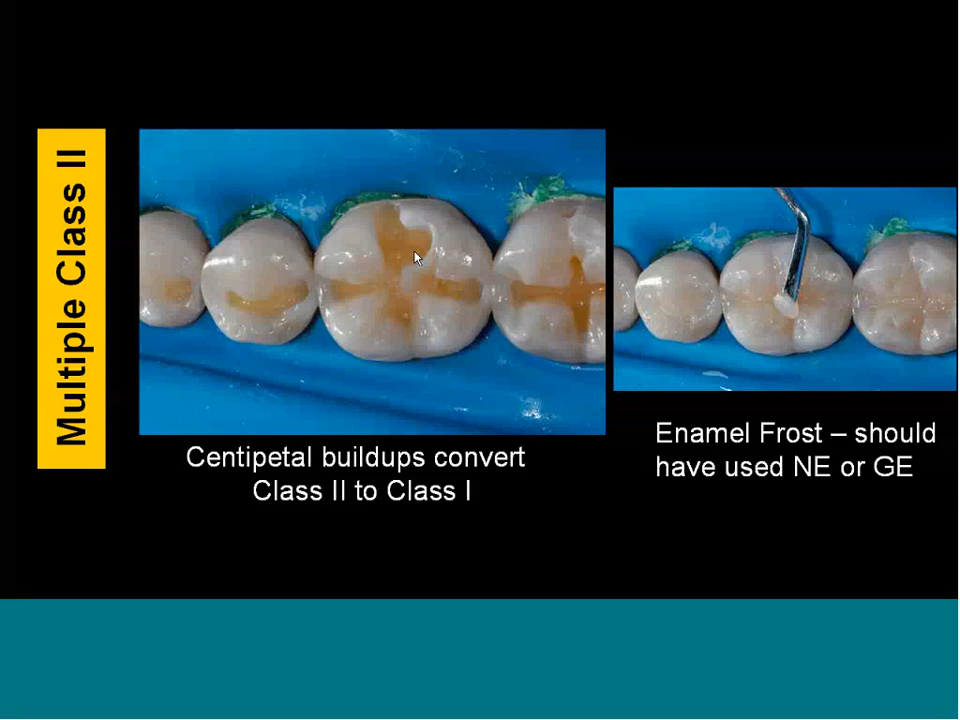 Multiple Class II
Centipetal buildups convert
Class II to Class I
Enamel Frost – should
have used NE or GE